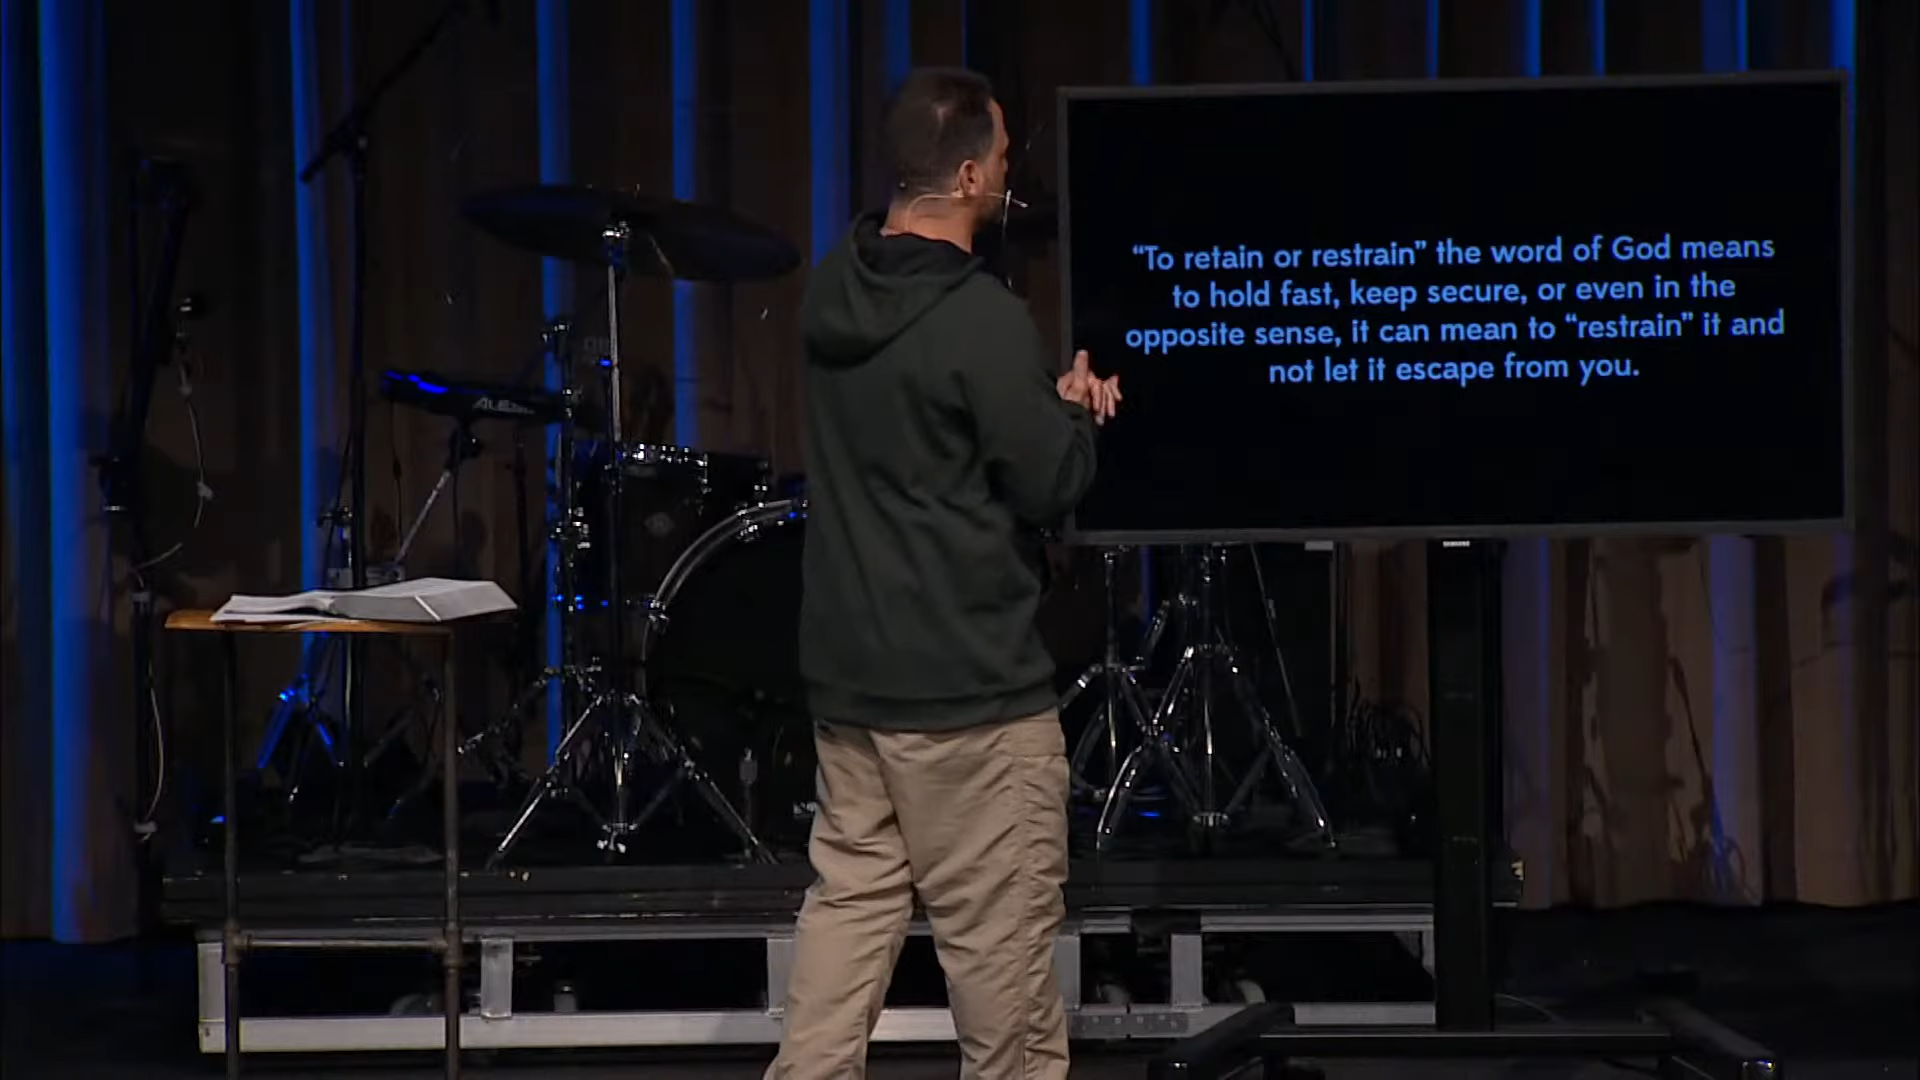 “To retain or restrain” the word of God means
to hold fast, keep secure, or even in the
opposite sense, it can mean to “restrain” it and
not let it escape from you.
SAMSUNG